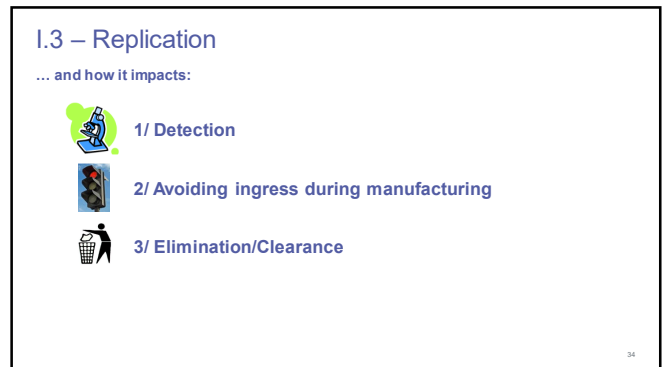 I.3 – Replication
… and how it impacts:
1/ Detection
2/ Avoiding ingress during manufacturing
3/ Elimination/Clearance
34